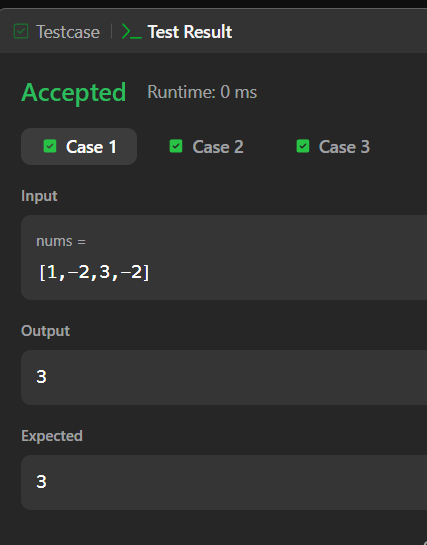 Testcase | >_ Test Result
Accepted Runtime: 0 ms
Case 1 Case 2 Case 3
Input
nums =
[1,-2,3,-2]
Output
3
Expected
3